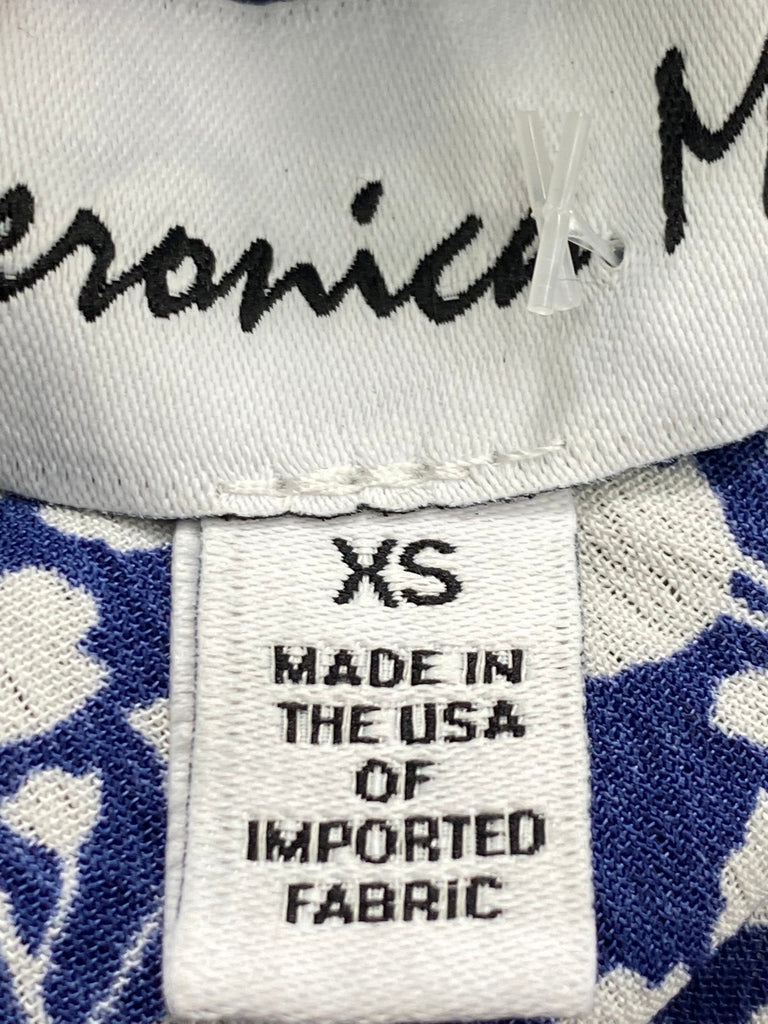 eronica M
XS
MADE IN
THE USA
OF
IMPORTED
FABRIC